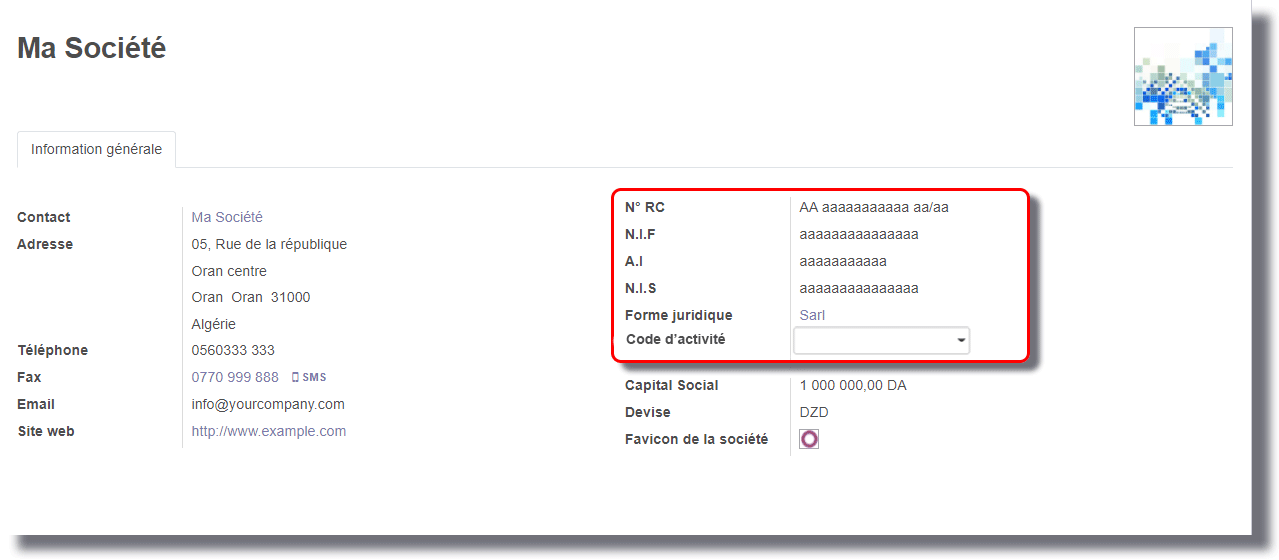 Ma Société
Information générale
Contact Ma Société
Adresse 05, Rue de la république
Oran centre
Oran Oran 31000
Algérie
Téléphone 0560333 333
Fax 0770 999 888 SMS
Email info@yourcompany.com
Site web http://www.example.com
N° RC AA aaaaaaaaaaa aa/aa
N.I.F aaaaaaaaaaaaaaa
A.I aaaaaaaaaaa
N.I.S aaaaaaaaaaaaaaa
Forme juridique Sarl
Code d’activité
Capital Social 1 000 000,00 DA
Devise DZD
Favicon de la société